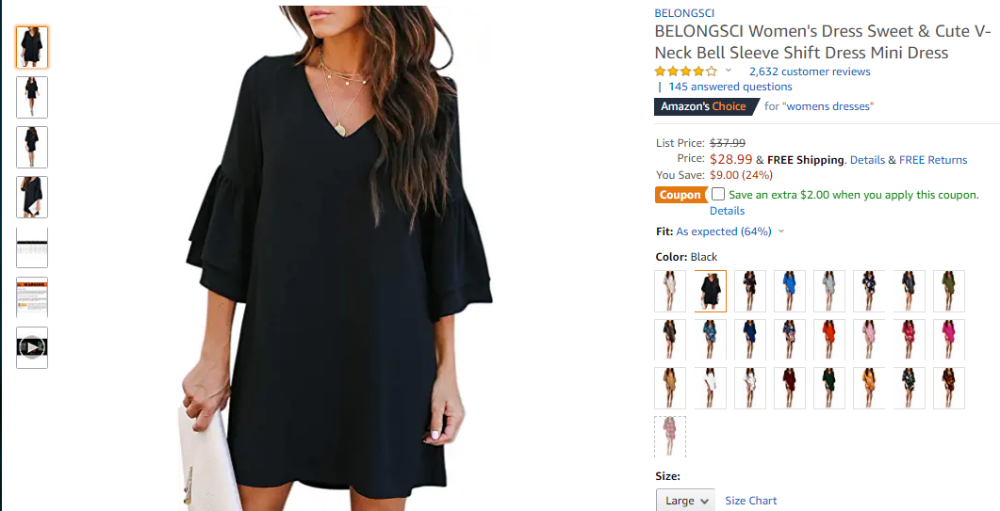 BELONGSCI
BELONGSCI Women's Dress Sweet & Cute V-
Neck Bell Sleeve Shift Dress Mini Dress
2,632 customer reviews
| 145 answered questions
Amazon's Choice for "womens dresses"
List Price: $37.99
Price: $28.99 & FREE Shipping. Details & FREE Returns
You Save: $9.00 (24%)
Coupon Save an extra $2.00 when you apply this coupon.
Details
Fit: As expected (64%)
Color: Black
WARNING
Size:
Large Size Chart